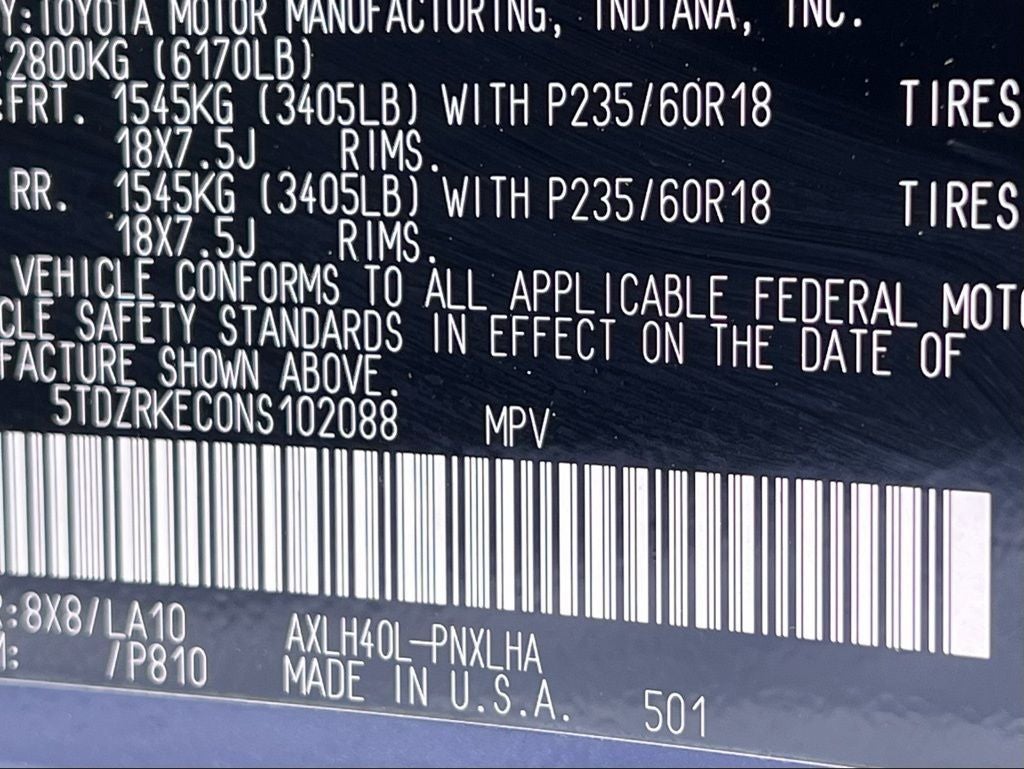 Y:TOYOTA MOTOR MANUFACTURING, INDIANA, INC.
:2800KG (6170LB)
:FRT. 1545KG (3405LB) WITH P235/60R18 TIRES
18X7.5J RIMS.
RR. 1545KG (3405LB) WITH P235/60R18 TIRES
18X7.5J RIMS.
VEHICLE CONFORMS TO ALL APPLICABLE FEDERAL MOTO
CLE SAFETY STANDARDS IN EFFECT ON THE DATE OF
FACTURE SHOWN ABOVE.
5TDZRKEC0NS102088 MPV
R:8X8/LA10 AXLH40L-PNXLHA
M: /P810 MADE IN U.S.A. 501